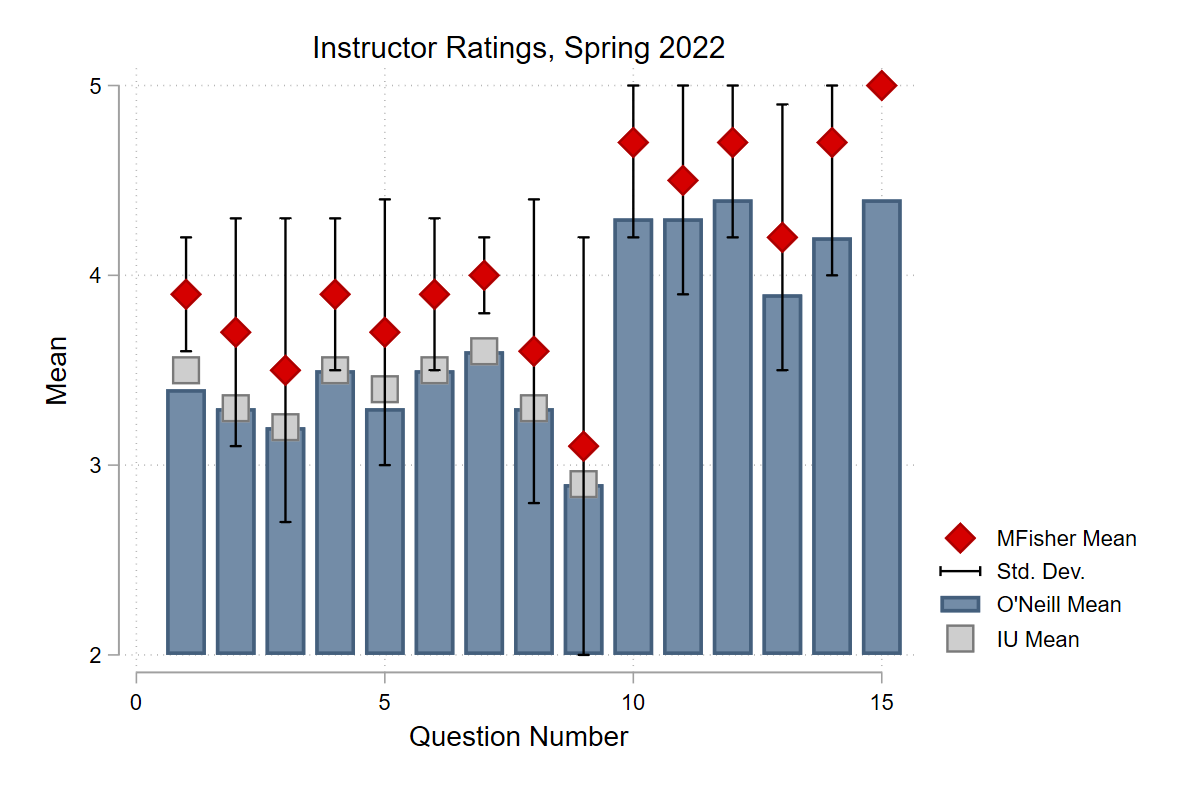 Instructor Ratings, Spring 2022
5
4
3
2
Mean
0 5 10 15
Question Number
MFisher Mean
Std. Dev.
O'Neill Mean
IU Mean